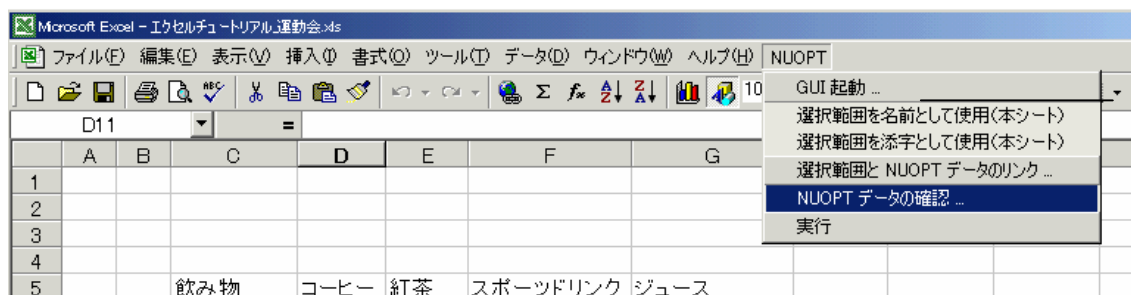 Microsoft Excel - エクセルチュートリアル_運動会.xls
ファイル(F) 編集(E) 表示(V) 挿入(I) 書式(O) ツール(T) データ(D) ウィンドウ(W) ヘルプ(H) NUOPT
10
GUI 起動 ...
選択範囲を名前として使用(本シート)
選択範囲を添字として使用(本シート)
選択範囲と NUOPT データのリンク ...
NUOPT データの確認 ...
実行
D11 =
A B C D E F G
1
2
3
4
5 飲み物 コーヒー 紅茶 スポーツドリンク ジュース